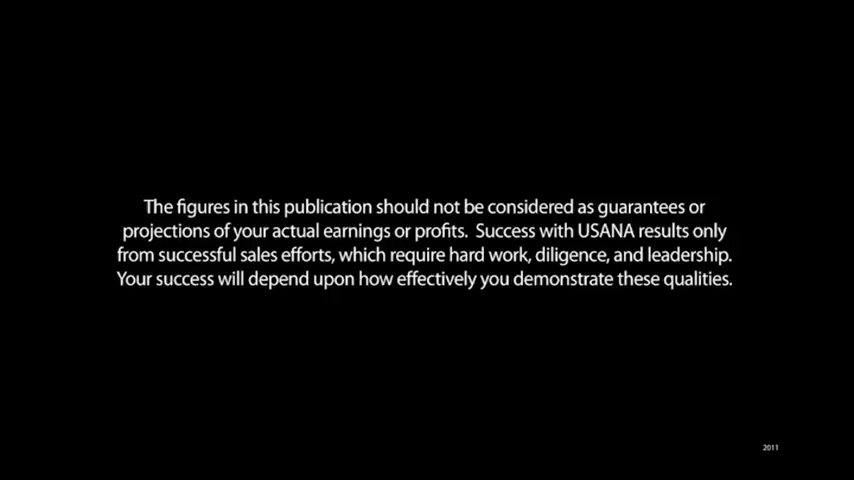 The figures in this publication should not be considered as guarantees or
projections of your actual earnings or profits.  Success with USANA results only
from successful sales efforts, which require hard work, diligence, and leadership.
Your success will depend upon how effectively you demonstrate these qualities.
2011